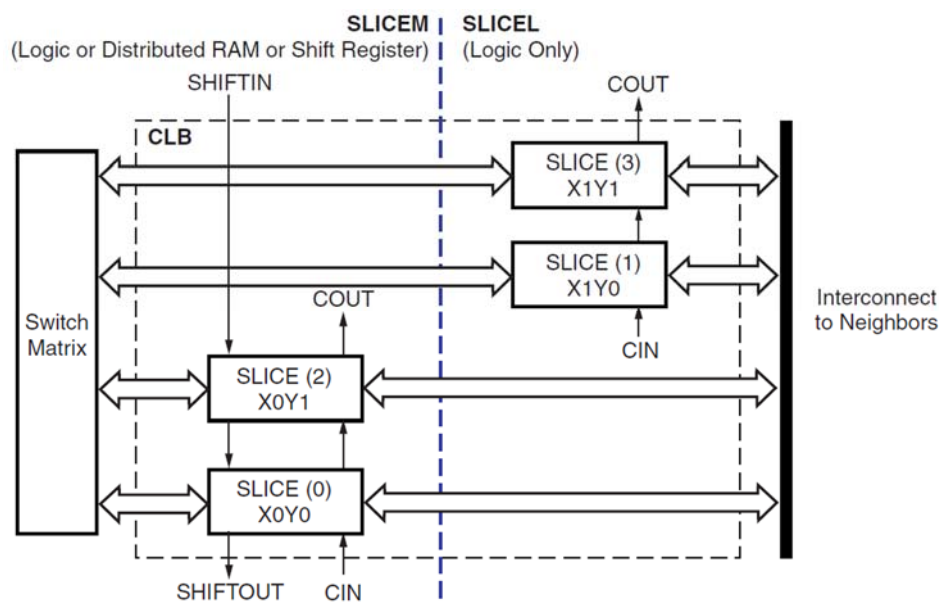 SLICEM
(Logic or Distributed RAM or Shift Register)
SLICEL
(Logic Only)
SHIFTIN
COUT
CLB
SLICE (3)
X1Y1
SLICE (1)
X1Y0
COUT
Switch
Matrix
Interconnect
to Neighbors
CIN
SLICE (2)
X0Y1
SLICE (0)
X0Y0
SHIFTOUT
CIN